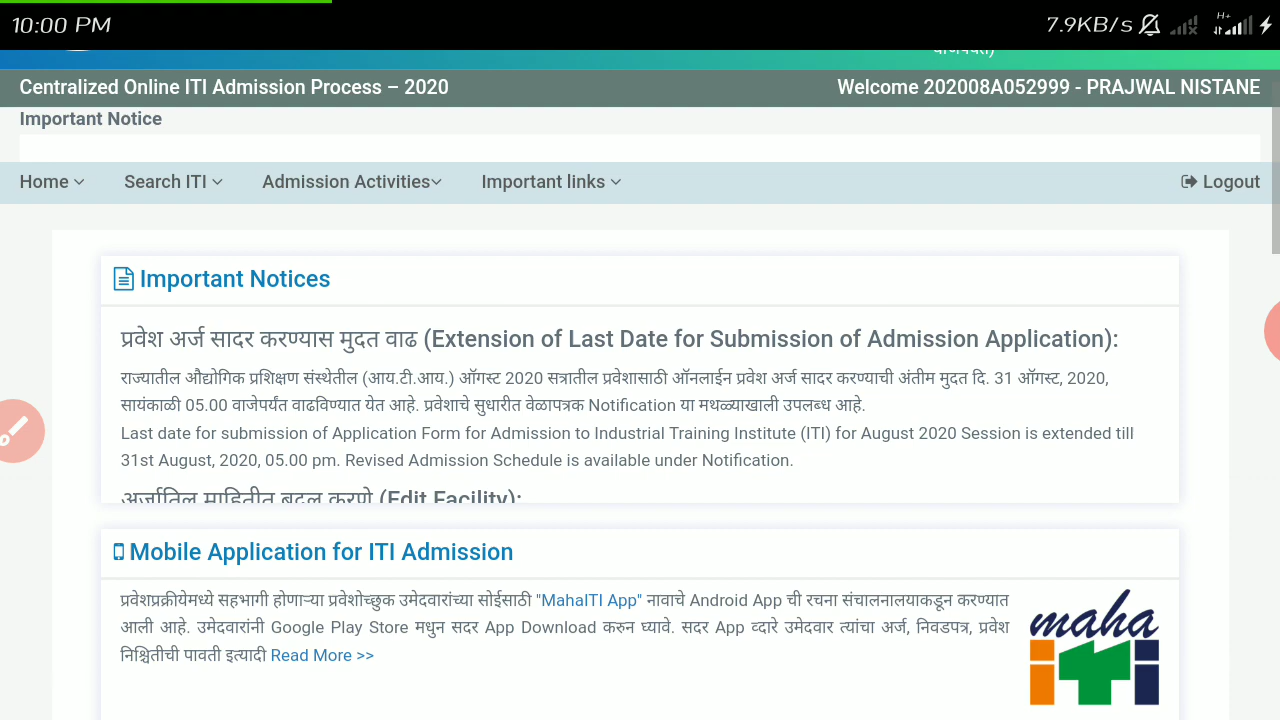 10:00 PM 7.9KB/s H+
Centralized Online ITI Admission Process – 2020 Welcome 202008A052999 - PRAJWAL NISTANE
Important Notice
Home Search ITI Admission Activities Important links Logout
Important Notices
प्रवेश अर्ज सादर करण्यास मुदत वाढ (Extension of Last Date for Submission of Admission Application):
राज्यातील औद्योगिक प्रशिक्षण संस्थेतील (आय.टी.आय.) ऑगस्ट 2020 सत्रातील प्रवेशासाठी ऑनलाईन प्रवेश अर्ज सादर करण्याची अंतीम मुदत दि. 31 ऑगस्ट, 2020,
सायंकाळी 05.00 वाजेपर्यंत वाढविण्यात येत आहे. प्रवेशाचे सुधारीत वेळापत्रक Notification या मथळ्याखाली उपलब्ध आहे.
Last date for submission of Application Form for Admission to Industrial Training Institute (ITI) for August 2020 Session is extended till
31st August, 2020, 05.00 pm. Revised Admission Schedule is available under Notification.
अर्जातिल माहितीत बदल करणे (Edit Facility):
Mobile Application for ITI Admission
प्रवेशप्रक्रीयेमध्ये सहभागी होणाऱ्या प्रवेशोच्छुक उमेदवारांच्या सोईसाठी "MahaITI App" नावाचे Android App ची रचना संचालनालयाकडून करण्यात
आली आहे. उमेदवारांनी Google Play Sore मधुन सदर App Download करुन घ्यावे. सदर App व्दारे उमेदवार त्यांचा अर्ज, निवडपत्र, प्रवेश
निश्चितीची पावती इत्यादी Read More >>
maha
iTi